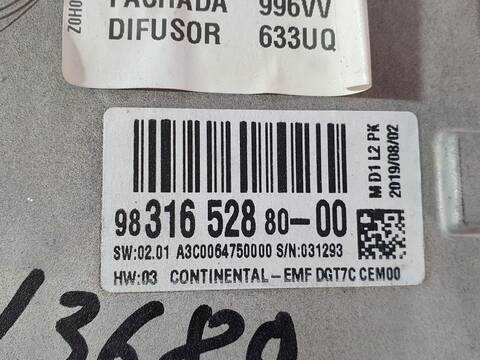 FACHADA 996VV
DIFUSOR 633UQ
M D1 L2 PK
2019/08/02
98 316 528 80-00
SW:02.01 A3C0064750000 S/N:031293
HW:03 CONTINENTAL-EMF DGT7C CEM00
13680